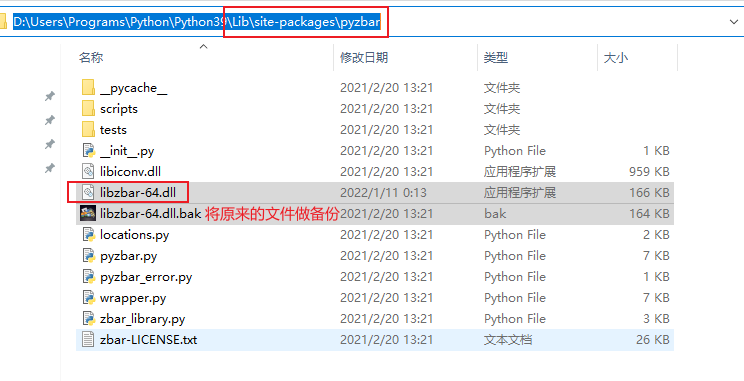 D:\Users\Programs\Python\Python39\Lib\site-packages\pyzbar
名称 修改日期 类型 大小
__pycache__ 2021/2/20 13:21 文件夹
scripts 2021/2/20 13:21 文件夹
tests 2021/2/20 13:21 文件夹
__init__.py 2021/2/20 13:21 Python File 1 KB
libiconv.dll 2021/2/20 13:21 应用程序扩展 959 KB
libzbar-64.dll 2022/1/11 0:13 应用程序扩展 166 KB
libzbar-64.dll.bak 将原来的文件做备份 2021/2/20 13:21 bak 164 KB
locations.py 2021/2/20 13:21 Python File 2 KB
pyzbar.py 2021/2/20 13:21 Python File 7 KB
pyzbar_error.py 2021/2/20 13:21 Python File 1 KB
wrapper.py 2021/2/20 13:21 Python File 7 KB
zbar_library.py 2021/2/20 13:21 Python File 3 KB
zbar-LICENSE.txt 2021/2/20 13:21 文本文档 26 KB